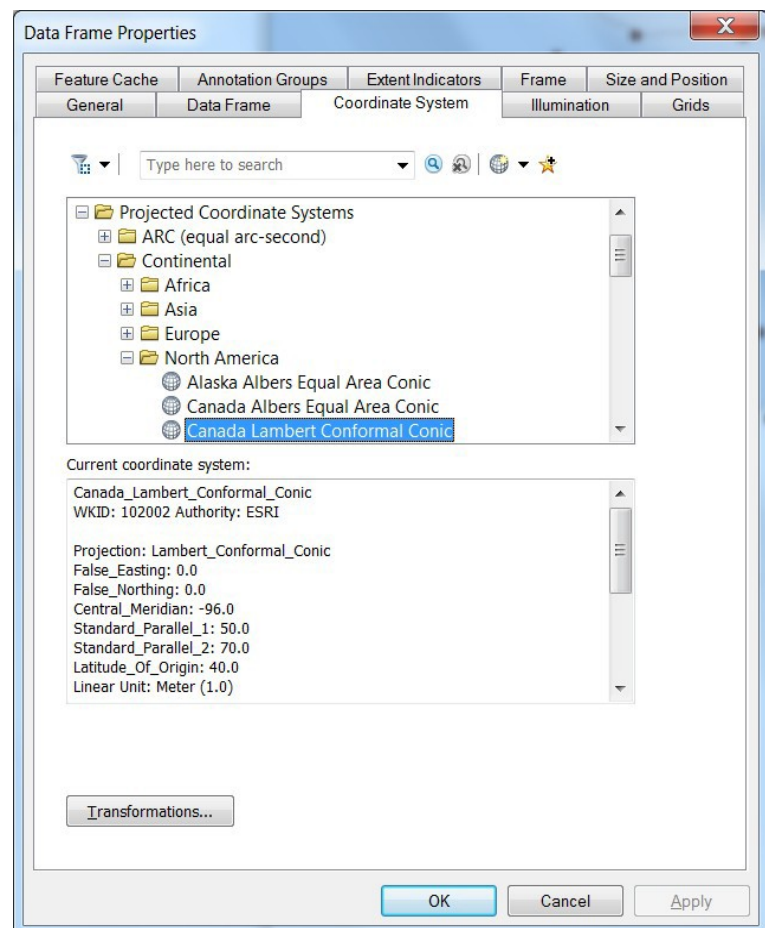 Data Frame Properties
X
Feature Cache Annotation Groups Extent Indicators Frame Size and Position
General Data Frame Coordinate System Illumination Grids
Type here to search
Projected Coordinate Systems
ARC (equal arc-second)
Continental
Africa
Asia
Europe
North America
Alaska Albers Equal Area Conic
Canada Albers Equal Area Conic
Canada Lambert Conformal Conic
Current coordinate system:
Canada_Lambert_Conformal_Conic
WKID: 102002 Authority: ESRI
Projection: Lambert_Conformal_Conic
False_Easting: 0.0
False_Northing: 0.0
Central_Meridian: -96.0
Standard_Parallel_1: 50.0
Standard_Parallel_2: 70.0
Latitude_Of_Origin: 40.0
Linear Unit: Meter (1.0)
Transformations...
OK Cancel Apply